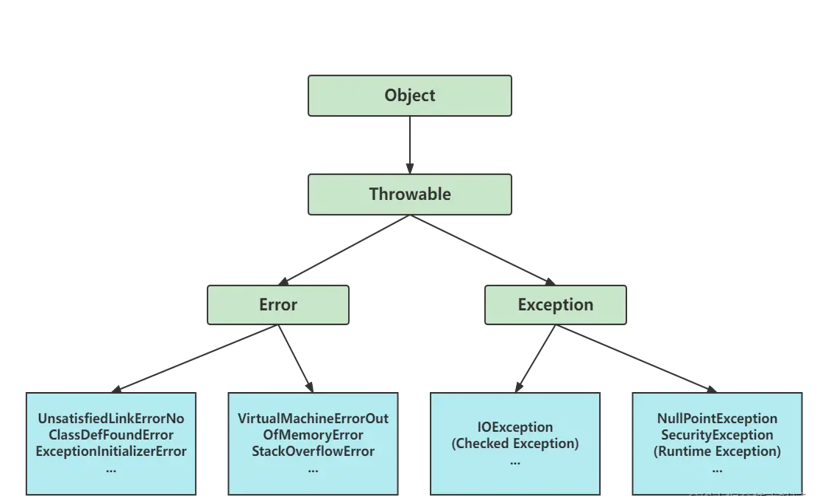 Object
Throwable
Error
Exception
UnsatisfiedLinkErrorNo
ClassDefFoundError
ExceptionInitializerError
...
VirtualMachineErrorOut
OfMemoryError
StackOverflowError
...
IOException
(Checked Exception)
...
NullPointException
SecurityException
(Runtime Exception)
...